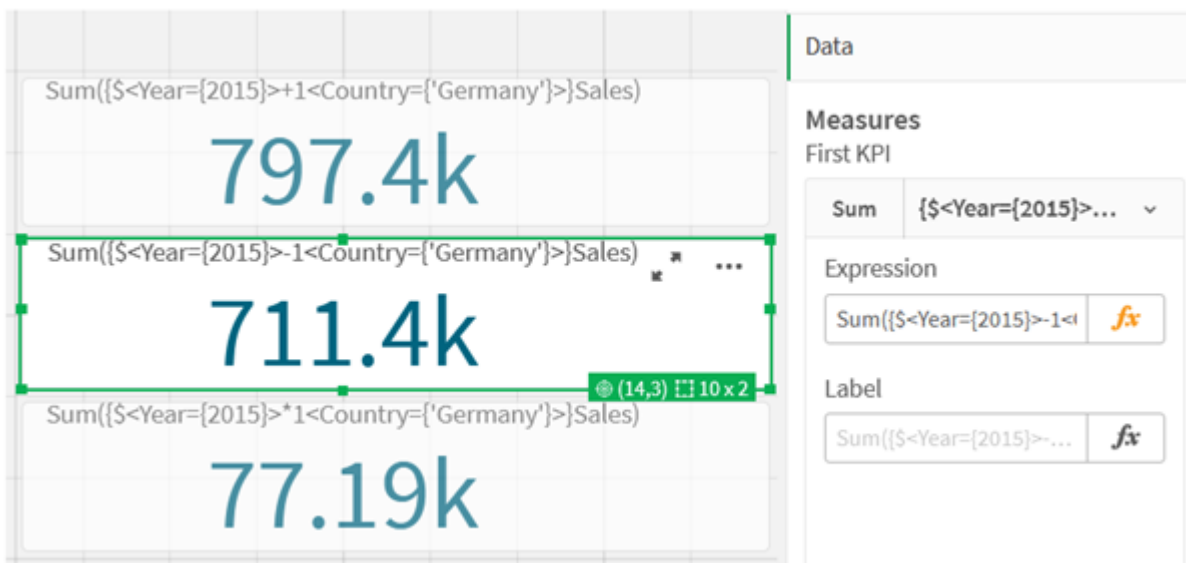 Sum({$<Year={2015}>+1<Country={'Germany'}>}Sales)
797.4k
Sum({$<Year={2015}>-1<Country={'Germany'}>}Sales)
711.4k
(14,3) 10 x 2
Sum({$<Year={2015}>*1<Country={'Germany'}>}Sales)
77.19k
Data
Measures
First KPI
Sum {$<Year={2015}>...
Expression
Sum({$<Year={2015}>-1<( fx
Label
Sum({$<Year={2015}>-... fx